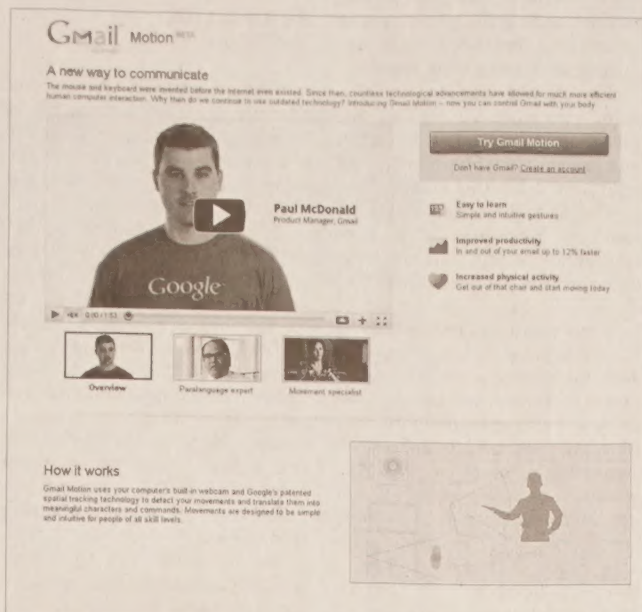 Gmail Motion BETA
A new way to communicate
The mouse and keyboard were invented before the internet even existed. Since then, countless technological advancements have allowed for much more efficient
human computer interaction. Why then do we continue to use outdated technology? Introducing Gmail Motion – now you can control Gmail with your body.
Paul McDonald
Product Manager, Gmail
Google
0:00 / 1:53
Overview
Paralanguage expert
Movement specialist
Try Gmail Motion
Don't have Gmail? Create an account
Easy to learn
Simple and intuitive gestures
Improved productivity
In and out of your email up to 12% faster
Increased physical activity
Get out of that chair and start moving today
How it works
Gmail Motion uses your computer's built in webcam and Google's patented
spatial tracking technology to detect your movements and translate them into
meaningful characters and commands. Movements are designed to be simple
and intuitive for people of all skill levels.